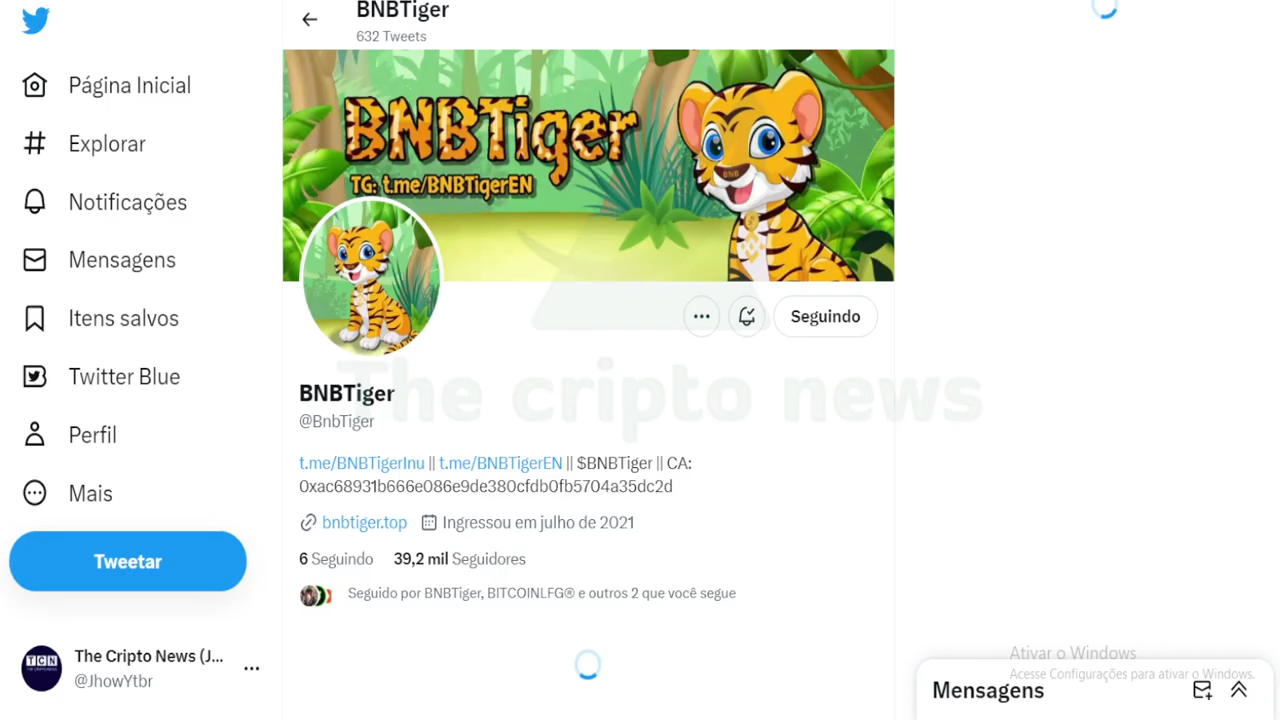 BNBTiger
632 Tweets
Página Inicial
Explorar
Notificações
Mensagens
Itens salvos
Twitter Blue
Perfil
Mais
Tweetar
The Cripto News (J...
@JhowYtbr
TCN
BNBTiger
TG: t.me/BNBTigerEN
BNB
Seguindo
The cripto news
BNBTiger
@BnbTiger
t.me/BNBTigerInu || t.me/BNBTigerEN || $BNBTiger || CA:
0xac68931b666e086e9de380cfdb0fb5704a35dc2d
bnbtiger.top Ingressou em julho de 2021
6 Seguindo 39,2 mil Seguidores
Seguido por BNBTiger, BITCOINLFG® e outros 2 que você segue
Ativar o Windows
Acesse Configurações para ativar o Windows.
Mensagens